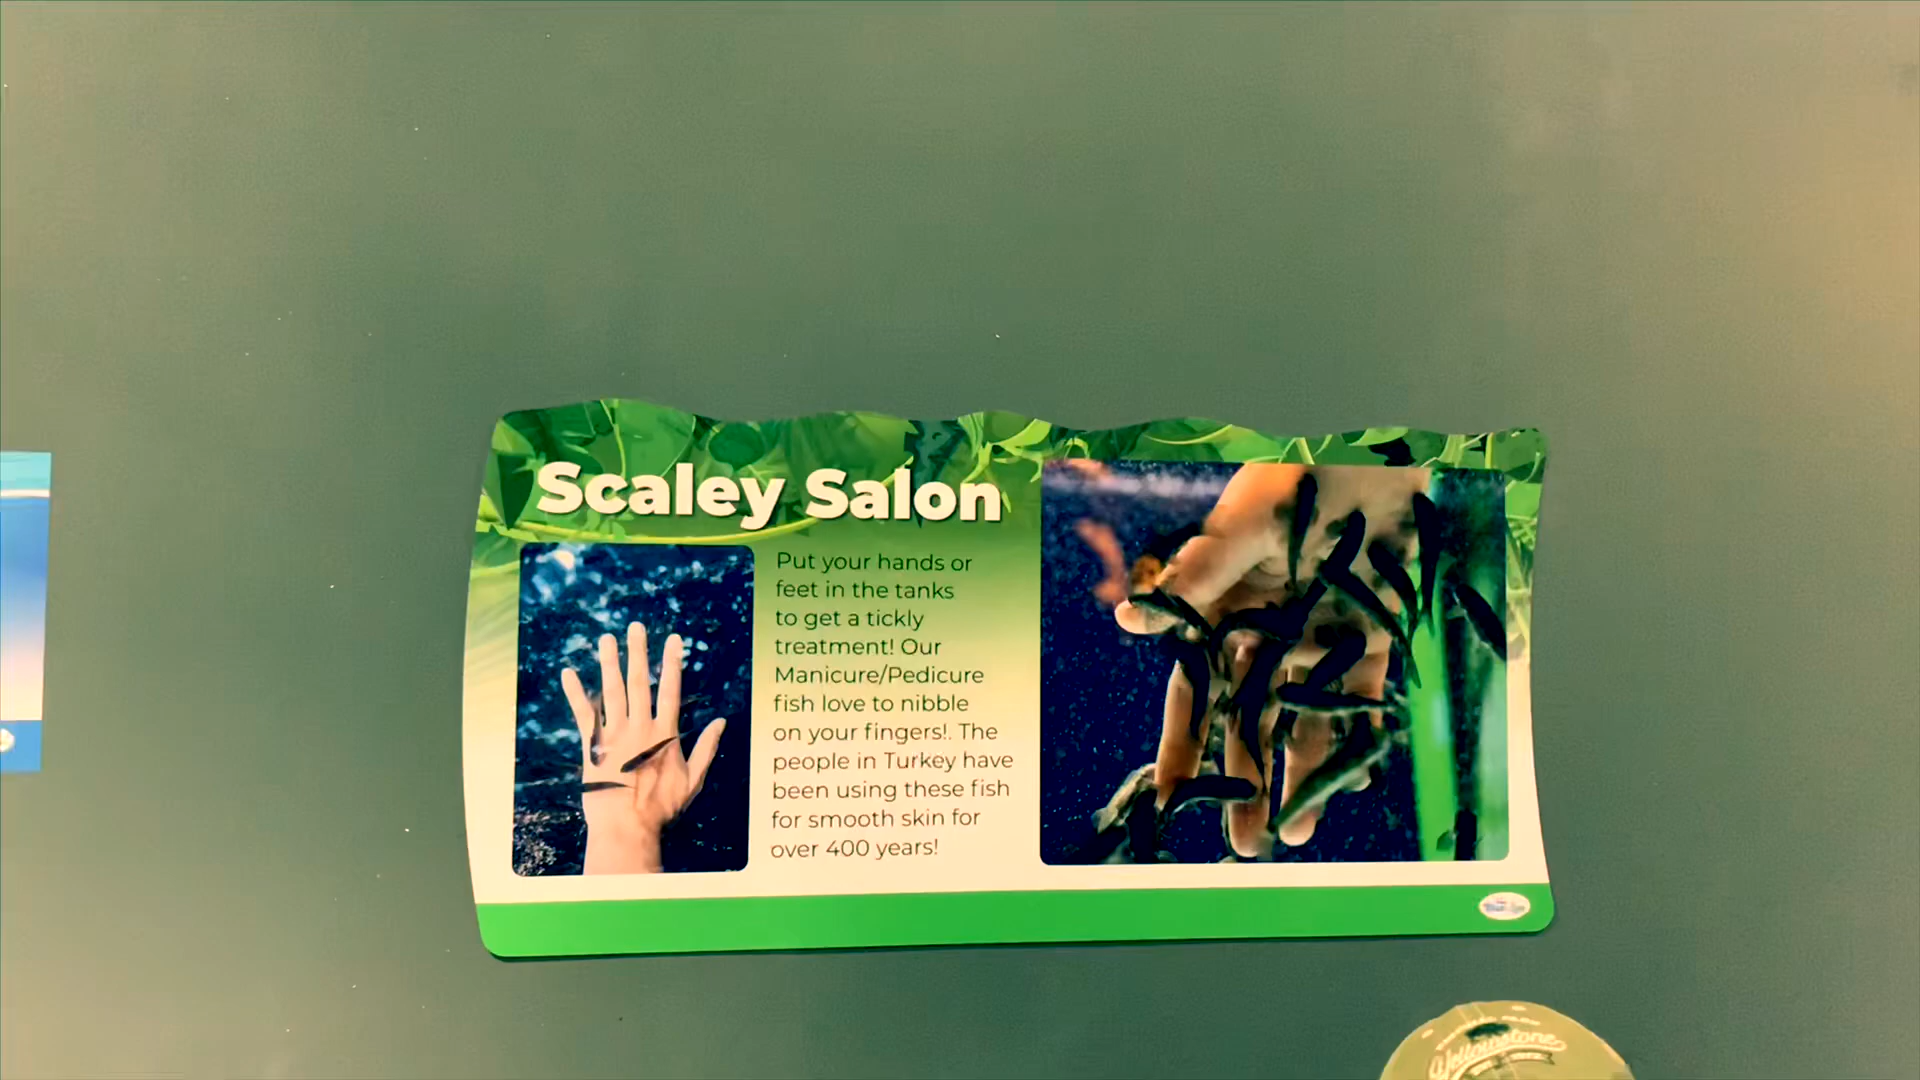 Scaley Salon
Put your hands or
feet in the tanks
to get a tickly
treatment! Our
Manicure/Pedicure
fish love to nibble
on your fingers!. The
people in Turkey have
been using these fish
for smooth skin for
over 400 years!
Yellowstone